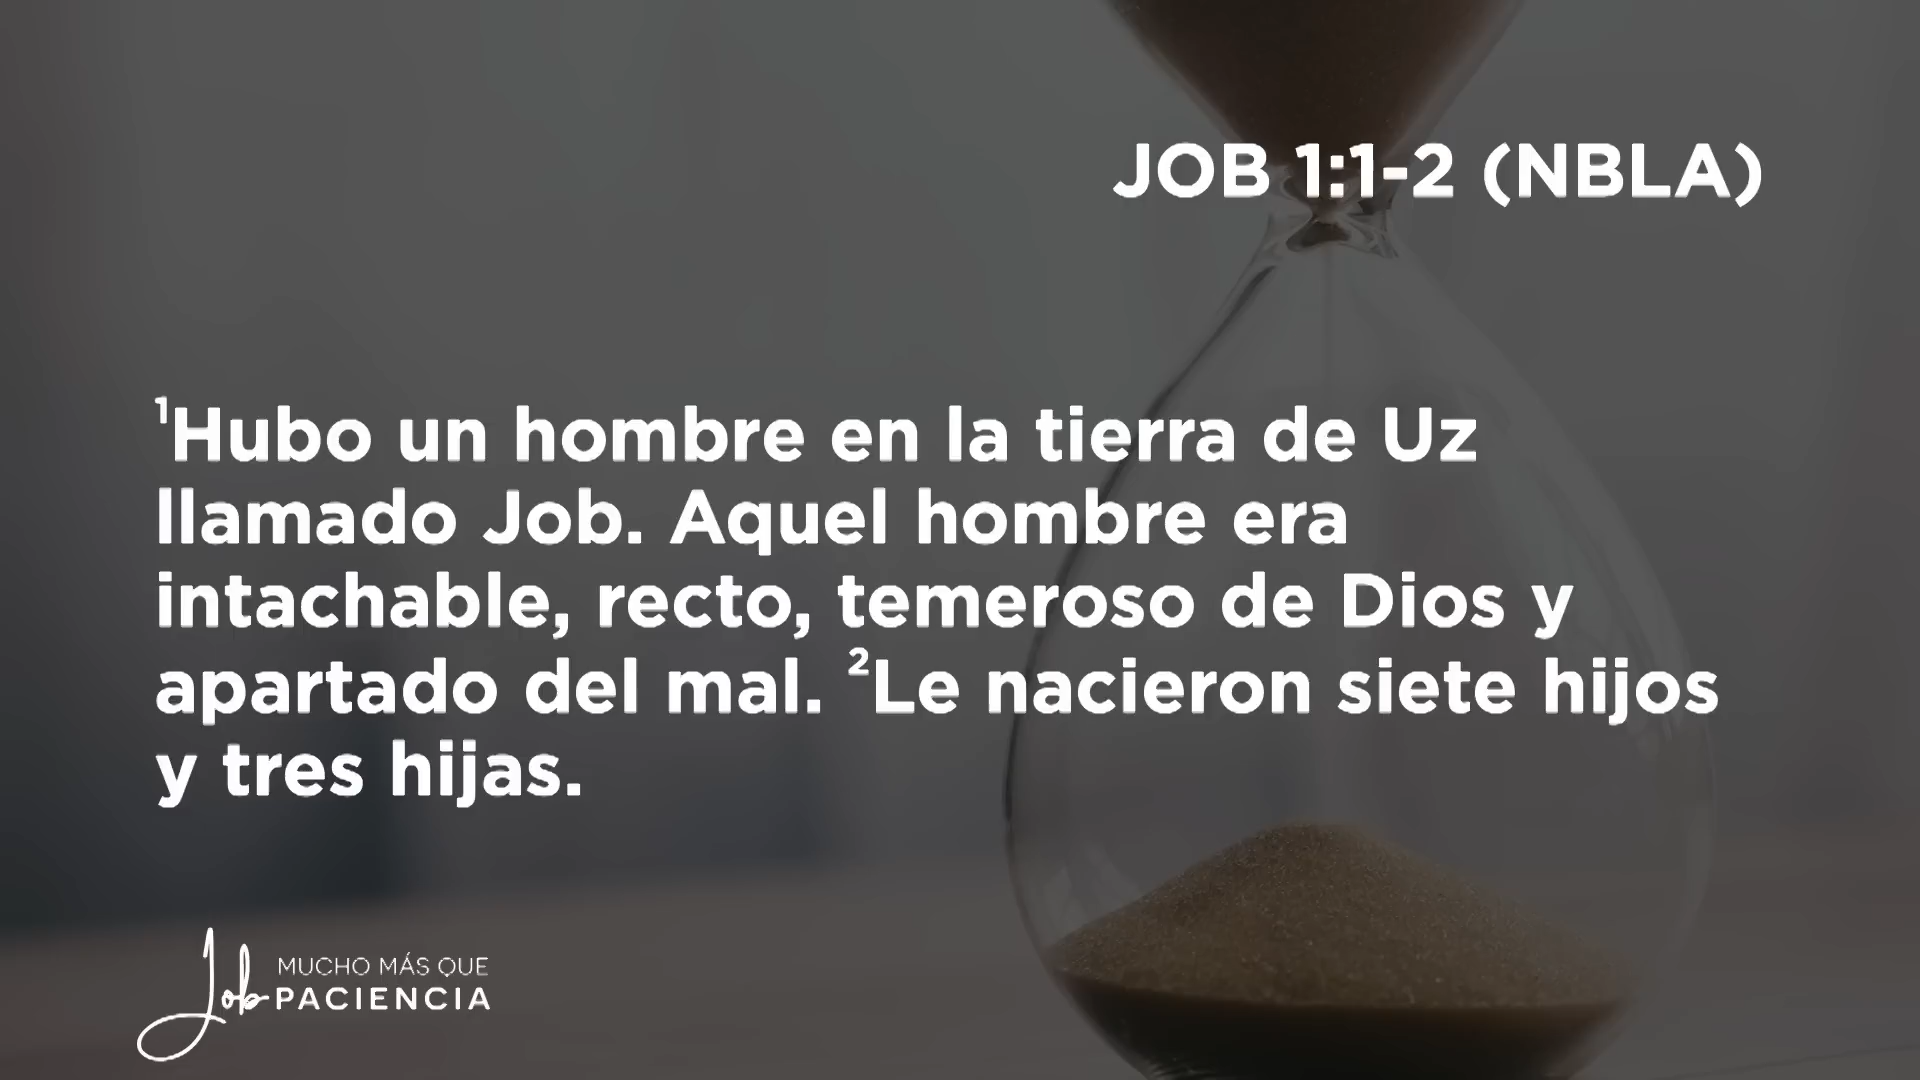 JOB 1:1-2 (NBLA)
¹Hubo un hombre en la tierra de Uz
llamado Job. Aquel hombre era
intachable, recto, temeroso de Dios y
apartado del mal. ²Le nacieron siete hijos
y tres hijas.
Job MUCHO MÁS QUE
PACIENCIA